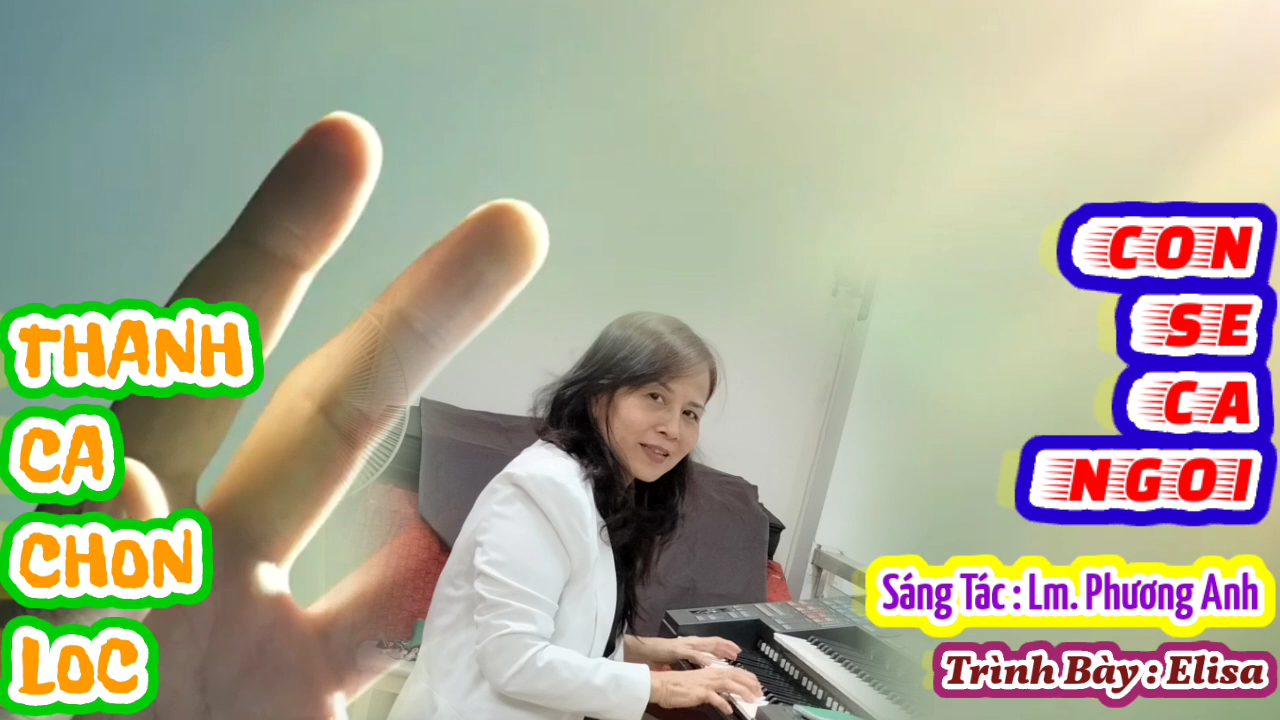 THANH
CA
CHON
LOC
CON
SE
CA
NGOI
Sáng Tác : Lm. Phương Anh
Trình Bày : Elisa